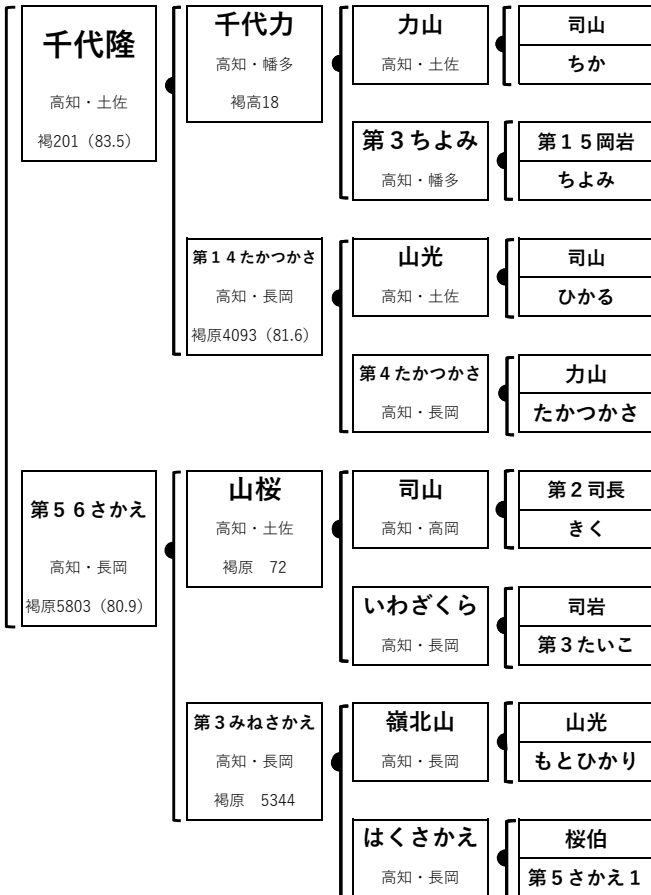 千代隆
高知・土佐
褐201（83.5）
千代力
高知・幡多
褐高18
力山
高知・土佐
司山
ちか
第３ちよみ
高知・幡多
第１５岡岩
ちよみ
第１４たかつかさ
高知・長岡
褐原4093（81.6）
山光
高知・土佐
司山
ひかる
第４たかつかさ
高知・長岡
力山
たかつかさ
第５６さかえ
高知・長岡
褐原5803（80.9）
山桜
高知・土佐
褐原　72
司山
高知・高岡
第２司長
きく
いわざくら
高知・長岡
司岩
第３たいこ
第３みねさかえ
高知・長岡
褐原　5344
嶺北山
高知・長岡
山光
もとひかり
はくさかえ
高知・長岡
桜伯
第５さかえ１